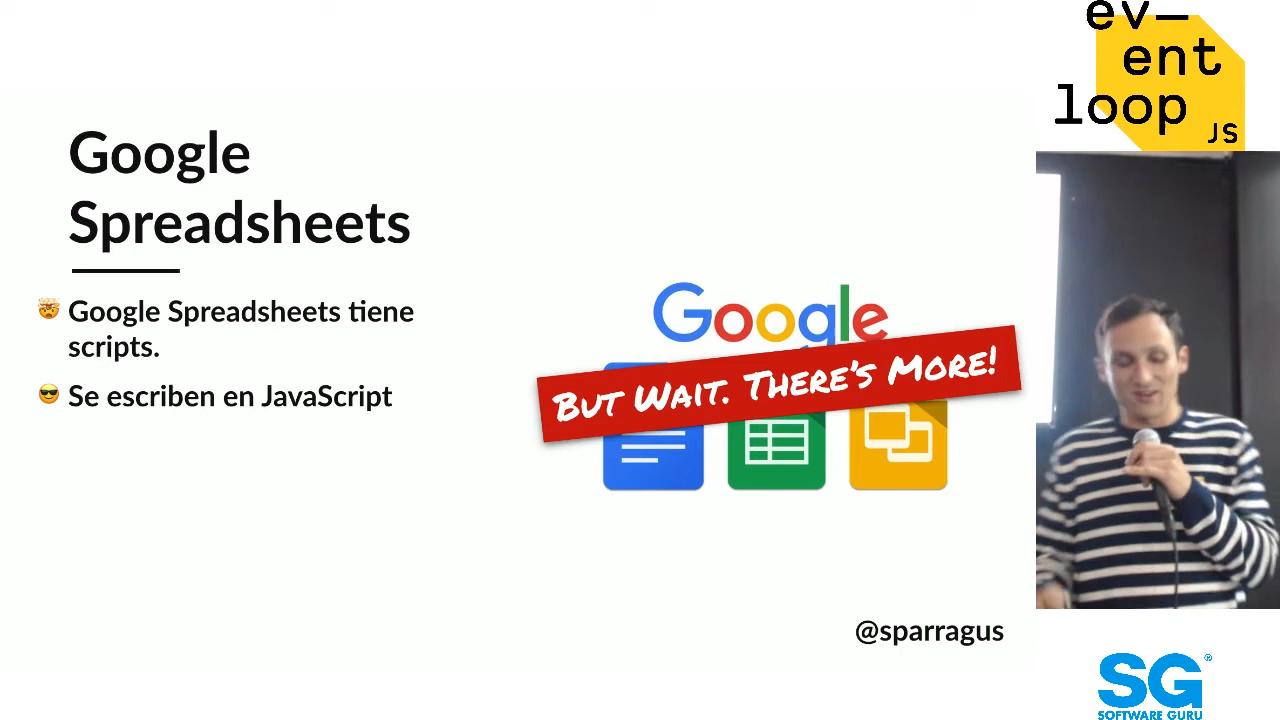 Google
Spreadsheets
🤯 Google Spreadsheets tiene
scripts.
😎 Se escriben en JavaScript
Google
BUT WAIT. THERE'S MORE!
@sparragus
ev—
ent
loop
JS
SG®
SOFTWARE GURU